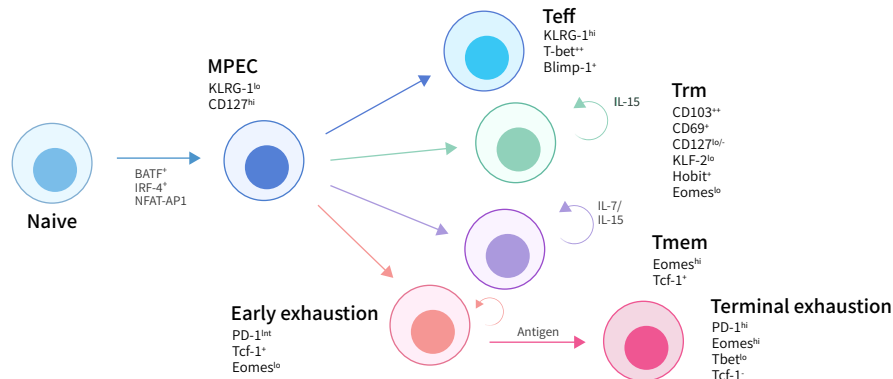 Teff
KLRG-1ʰⁱ
T-bet⁺⁺
Blimp-1⁺
MPEC
KLRG-1ˡᵒ
CD127ʰⁱ
BATF⁺
IRF-4⁺
NFAT-AP1
Naive
IL-15
Trm
CD103⁺⁺
CD69⁺
CD127ˡᵒ/⁻
KLF-2ˡᵒ
Hobit⁺
Eomesˡᵒ
IL-7/
IL-15
Tmem
Eomesʰⁱ
Tcf-1⁺
Early exhaustion
PD-1ᴵⁿᵗ
Tcf-1⁺
Eomesˡᵒ
Antigen
Terminal exhaustion
PD-1ʰⁱ
Eomesʰⁱ
Tbetˡᵒ
Tcf-1⁻